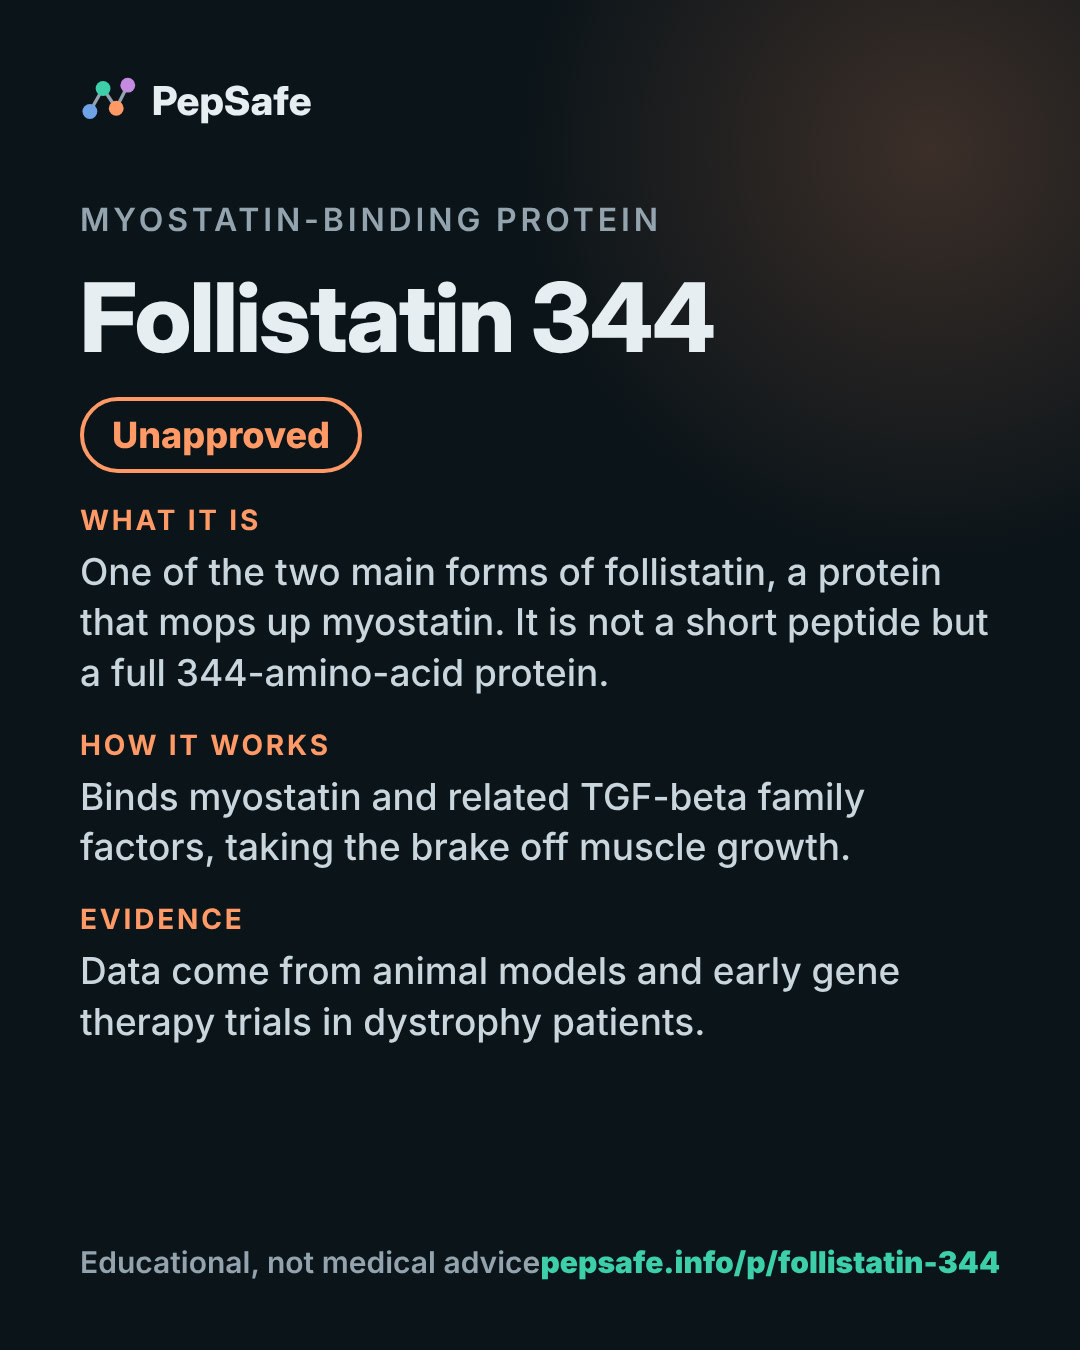 PepSafe
MYOSTATIN-BINDING PROTEIN
Follistatin 344
Unapproved
WHAT IT IS
One of the two main forms of follistatin, a protein
that mops up myostatin. It is not a short peptide but
a full 344-amino-acid protein.
HOW IT WORKS
Binds myostatin and related TGF-beta family
factors, taking the brake off muscle growth.
EVIDENCE
Data come from animal models and early gene
therapy trials in dystrophy patients.
Educational, not medical advicepepsafe.info/p/follistatin-344